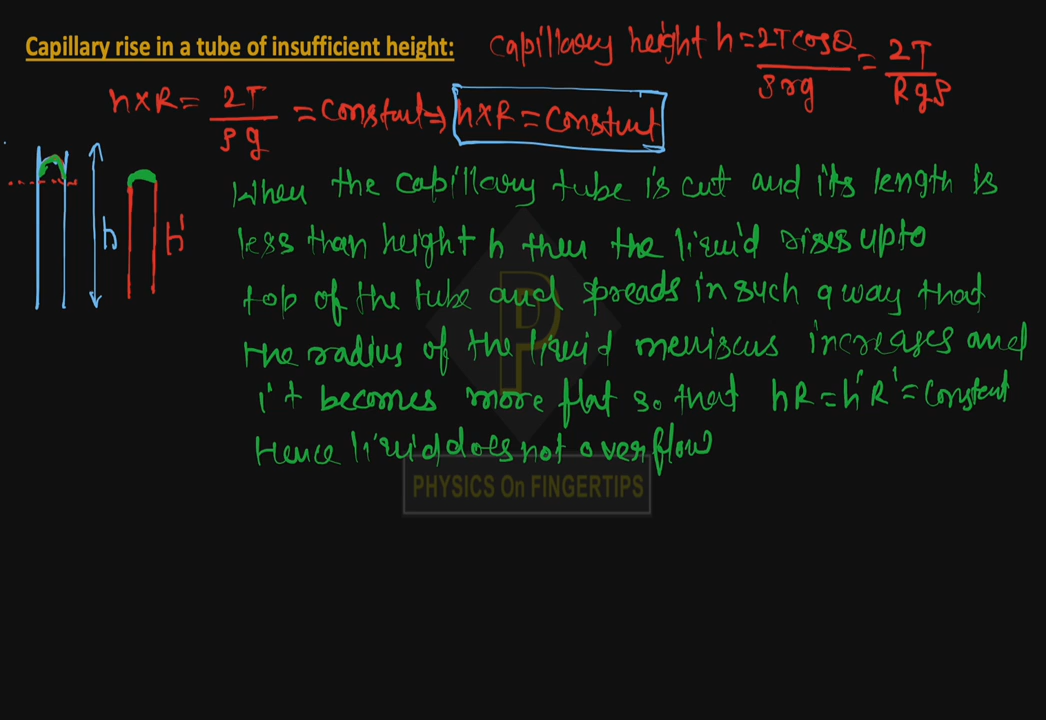 Capillary rise in a tube of insufficient height:
Capillary height h = 2Tcosθ / ρrg = 2T / Rgρ
h×R = 2T / ρg = Constant → h×R = Constant
h
h'
When the capillary tube is cut and its length is
less than height h then the liquid rises upto
top of the tube and spreads in such a way that
the radius of the liquid meniscus increases and
it becomes more flat so that hR = h'R' = Constant
Hence liquid does not overflow
PHYSICS On FINGERTIPS